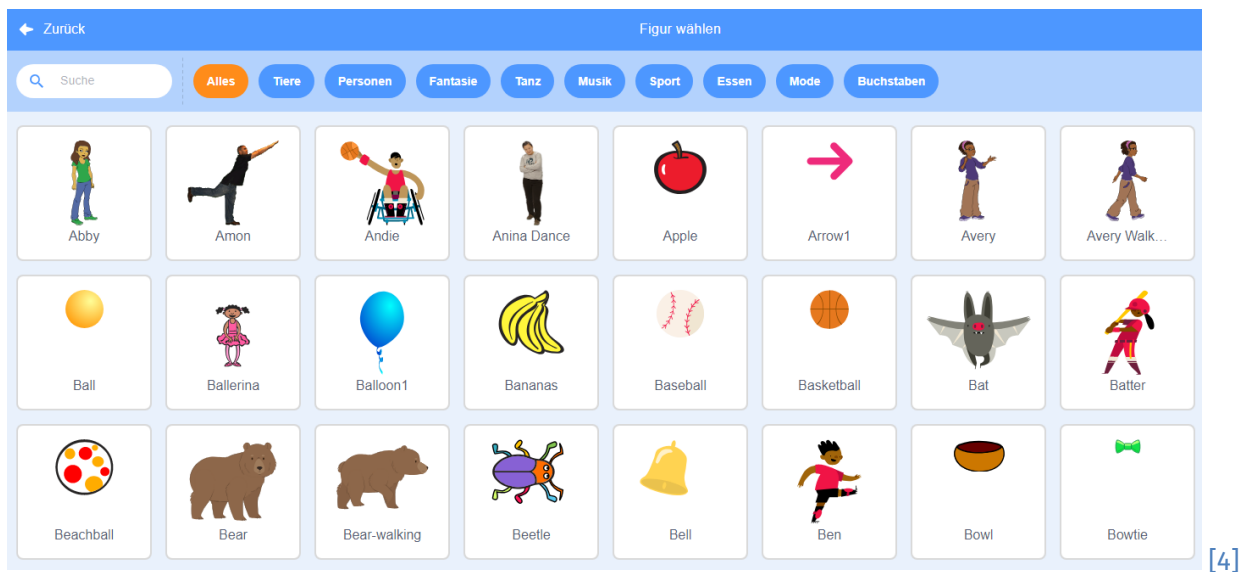 Zurück Figur wählen
Suche Alles Tiere Personen Fantasie Tanz Musik Sport Essen Mode Buchstaben
Abby Amon Andie Anina Dance Apple Arrow1 Avery Avery Walk...
Ball Ballerina Balloon1 Bananas Baseball Basketball Bat Batter
Beachball Bear Bear-walking Beetle Bell Ben Bowl Bowtie
[4]